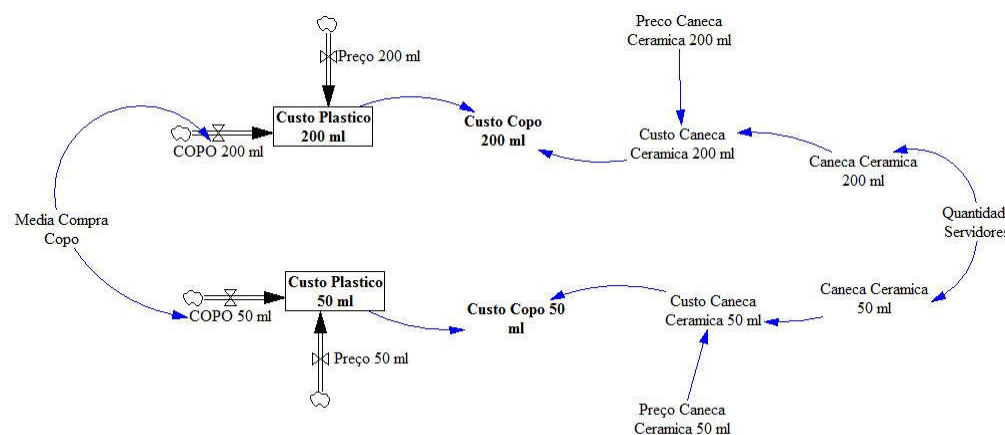 Preco Caneca
Ceramica 200 ml
Preço 200 ml
Custo Plastico
200 ml
Custo Copo
200 ml
COPO 200 ml
Custo Caneca
Ceramica 200 ml
Caneca Ceramica
200 ml
Media Compra
Copo
Quantidad
Servidores
Custo Plastico
50 ml
COPO 50 ml
Custo Copo 50
ml
Custo Caneca
Ceramica 50 ml
Caneca Ceramica
50 ml
Preço 50 ml
Preço Caneca
Ceramica 50 ml